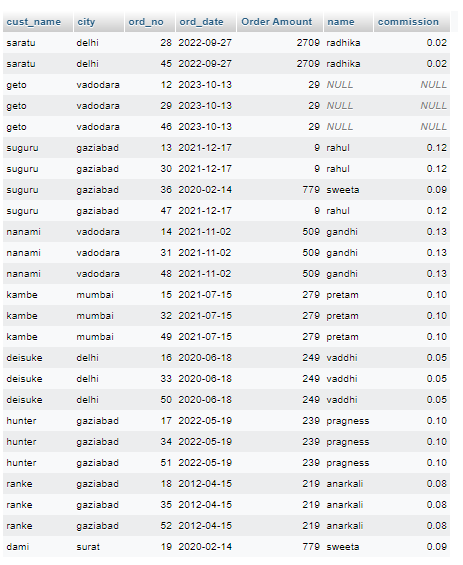 cust_name city ord_no ord_date Order Amount name commission
saratu delhi 28 2022-09-27 2709 radhika 0.02
saratu delhi 45 2022-09-27 2709 radhika 0.02
geto vadodara 12 2023-10-13 29 NULL NULL
geto vadodara 29 2023-10-13 29 NULL NULL
geto vadodara 46 2023-10-13 29 NULL NULL
suguru gaziabad 13 2021-12-17 9 rahul 0.12
suguru gaziabad 30 2021-12-17 9 rahul 0.12
suguru gaziabad 36 2020-02-14 779 sweeta 0.09
suguru gaziabad 47 2021-12-17 9 rahul 0.12
nanami vadodara 14 2021-11-02 509 gandhi 0.13
nanami vadodara 31 2021-11-02 509 gandhi 0.13
nanami vadodara 48 2021-11-02 509 gandhi 0.13
kambe mumbai 15 2021-07-15 279 pretam 0.10
kambe mumbai 32 2021-07-15 279 pretam 0.10
kambe mumbai 49 2021-07-15 279 pretam 0.10
deisuke delhi 16 2020-06-18 249 vaddhi 0.05
deisuke delhi 33 2020-06-18 249 vaddhi 0.05
deisuke delhi 50 2020-06-18 249 vaddhi 0.05
hunter gaziabad 17 2022-05-19 239 pragness 0.10
hunter gaziabad 34 2022-05-19 239 pragness 0.10
hunter gaziabad 51 2022-05-19 239 pragness 0.10
ranke gaziabad 18 2012-04-15 219 anarkali 0.08
ranke gaziabad 35 2012-04-15 219 anarkali 0.08
ranke gaziabad 52 2012-04-15 219 anarkali 0.08
dami surat 19 2020-02-14 779 sweeta 0.09